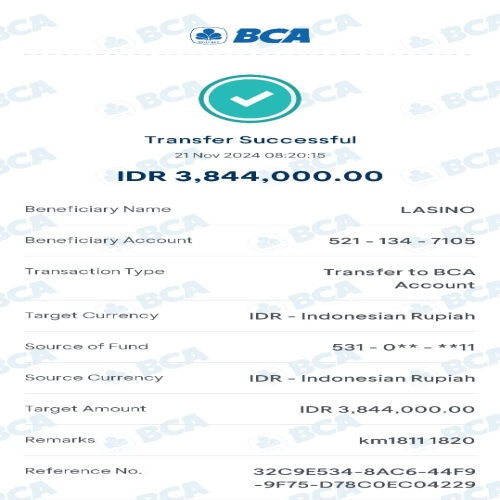 BCA
Transfer Successful
21 Nov 2024 08:20:15
IDR 3,844,000.00
Beneficiary Name LASINO
Beneficiary Account 521 - 134 - 7105
Transaction Type Transfer to BCA
Account
Target Currency IDR - Indonesian Rupiah
Source of Fund 531 - 0** - **11
Source Currency IDR - Indonesian Rupiah
Target Amount IDR 3,844,000.00
Remarks km1811 1820
Reference No. 32C9E534-8AC6-44F9
-9F75-D78C0EC04229